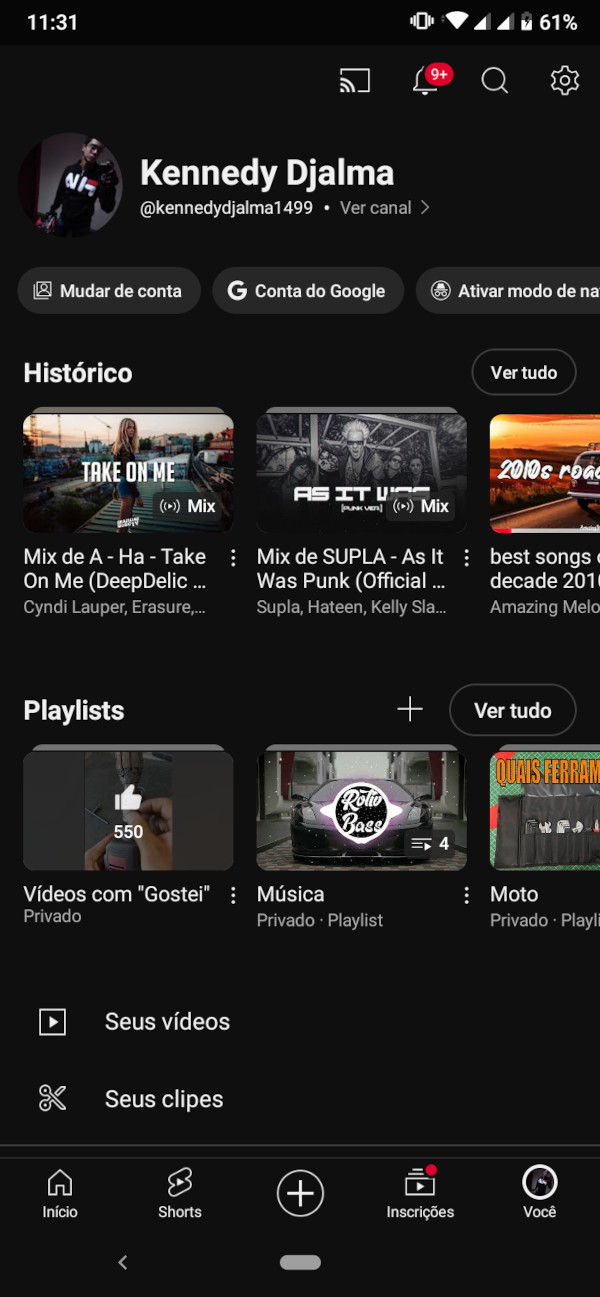 11:31
61%
9+
Kennedy Djalma
@kennedydjalma1499 • Ver canal
Mudar de conta
Conta do Google
Ativar modo de na
Histórico
Ver tudo
TAKE ON ME
Mix
AS IT WAS
(PUNK VER.)
Mix
2010s roa
Mix de A - Ha - Take
On Me (DeepDelic ...
Cyndi Lauper, Erasure,...
Mix de SUPLA - As It
Was Punk (Official ...
Supla, Hateen, Kelly Sla...
best songs
decade 2010
Amazing Melo
Playlists
Ver tudo
550
Rotiv
Bass
4
QUAIS FERRAM
Vídeos com "Gostei"
Privado
Música
Privado · Playlist
Moto
Privado · Playli
Seus vídeos
Seus clipes
Início
Shorts
Inscrições
Você